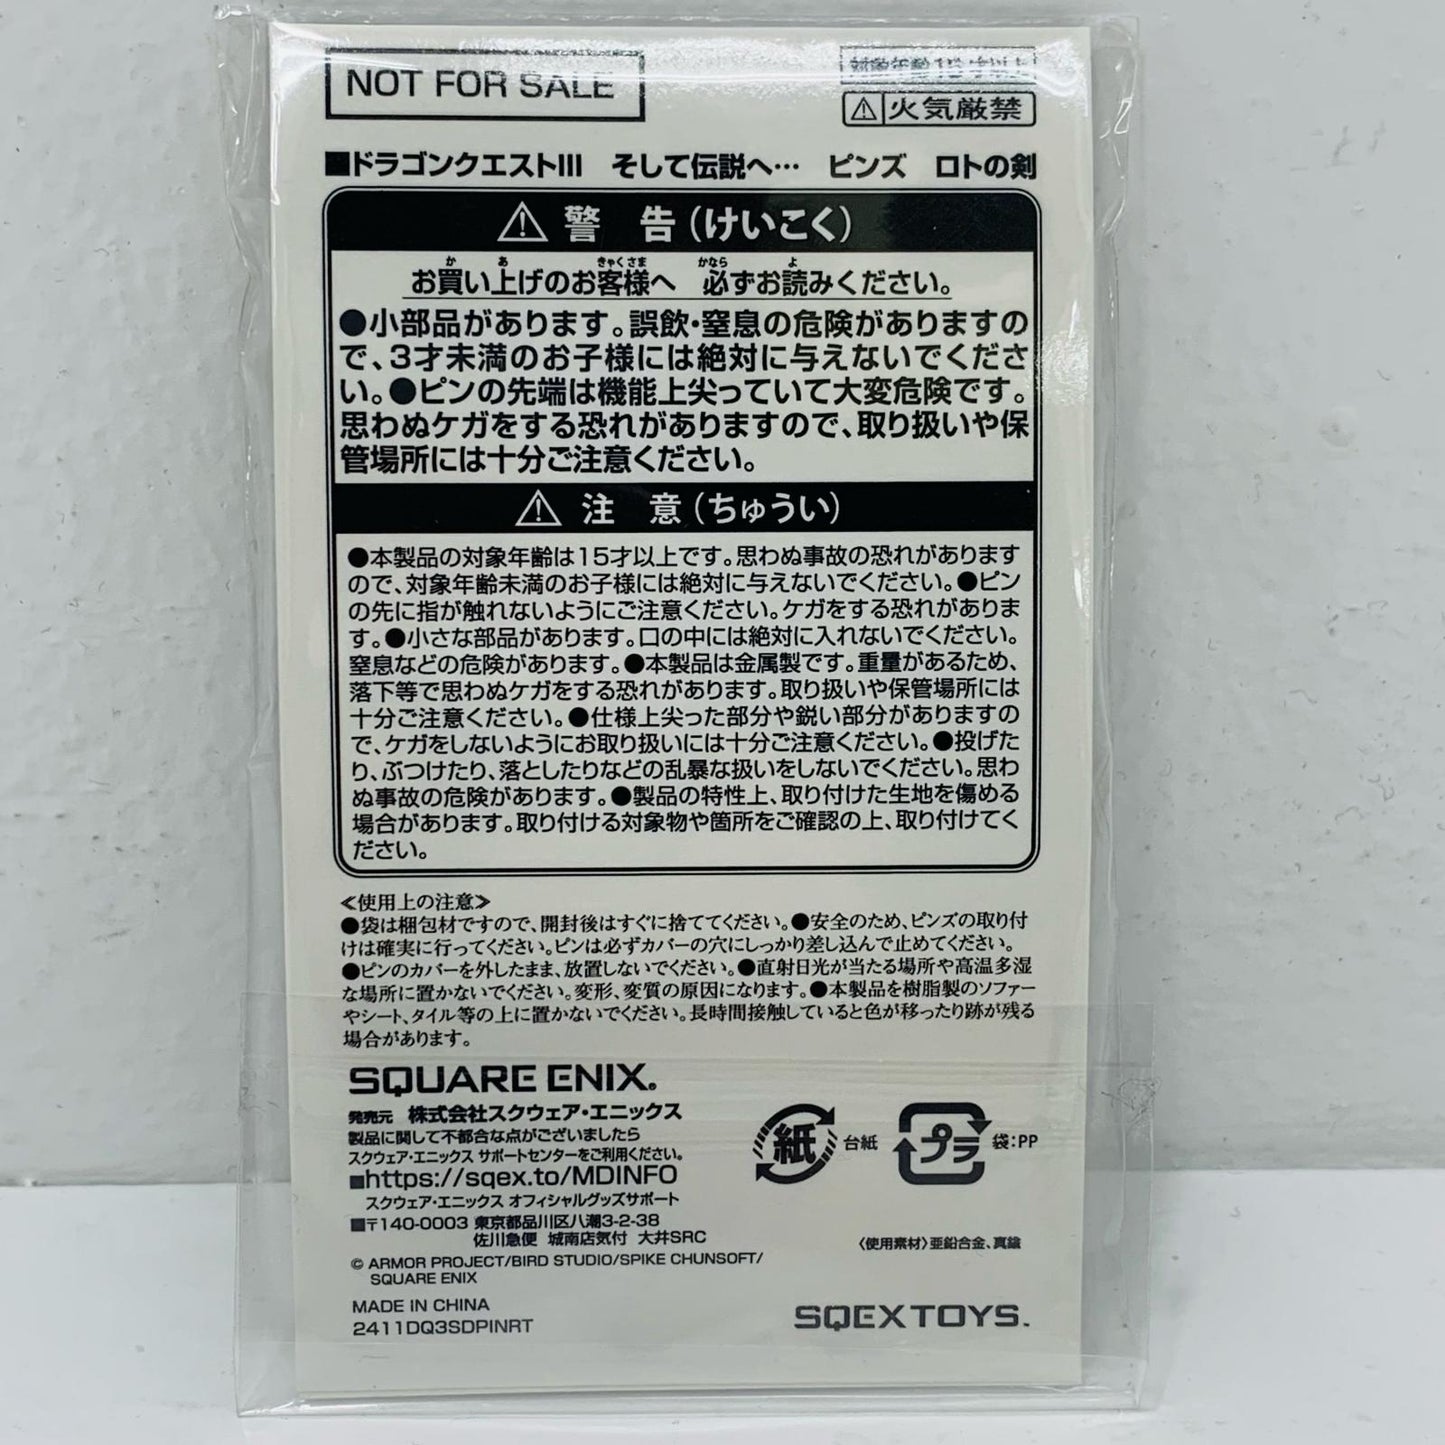 NOT FOR SALE
対象年齢15才以上
火気厳禁
■ドラゴンクエストIII そして伝説へ… ピンズ ロトの剣
警 告(けいこく)
か あ きゃくさま かなら よ
お買い上げのお客様へ 必ずお読みください。
●小部品があります。誤飲・窒息の危険がありますの
で、3才未満のお子様には絶対に与えないでくださ
い。●ピンの先端は機能上尖っていて大変危険です。
思わぬケガをする恐れがありますので、取り扱いや保
管場所には十分ご注意ください。
注 意(ちゅうい)
●本製品の対象年齢は15才以上です。思わぬ事故の恐れがあります
ので、対象年齢未満のお子様には絶対に与えないでください。●ピン
の先に指が触れないようにご注意ください。ケガをする恐れがありま
す。●小さな部品があります。口の中には絶対に入れないでください。
窒息などの危険があります。●本製品は金属製です。重量があるため、
落下等で思わぬケガをする恐れがあります。取り扱いや保管場所には
十分ご注意ください。●仕様上尖った部分や鋭い部分がありますの
で、ケガをしないようにお取り扱いには十分ご注意ください。●投げた
り、ぶつけたり、落としたりなどの乱暴な扱いをしないでください。思わ
ぬ事故の危険があります。●製品の特性上、取り付けた生地を傷める
場合があります。取り付ける対象物や箇所をご確認の上、取り付けてく
ださい。
≪使用上の注意≫
●袋は梱包材ですので、開封後はすぐに捨ててください。●安全のため、ピンズの取り付
けは確実に行ってください。ピンは必ずカバーの穴にしっかり差し込んで止めてください。
●ピンのカバーを外したまま、放置しないでください。●直射日光が当たる場所や高温多湿
な場所に置かないでください。変形、変質の原因になります。●本製品を樹脂製のソファー
やシート、タイル等の上に置かないでください。長時間接触していると色が移ったり跡が残る
場合があります。
SQUARE ENIX®
発売元 株式会社スクウェア・エニックス
製品に関して不都合な点がございましたら
スクウェア・エニックス サポートセンターをご利用ください。
■https://sqex.to/MDINFO
スクウェア・エニックス オフィシャルグッズサポート
■〒140-0003 東京都品川区八潮3-2-38
佐川急便 城南店気付 大井SRC
© ARMOR PROJECT/BIRD STUDIO/SPIKE CHUNSOFT/
SQUARE ENIX
MADE IN CHINA
2411DQ3SDPINRT
紙 台紙
プラ 袋:PP
〈使用素材〉亜鉛合金、真鍮
SQEX TOYS™